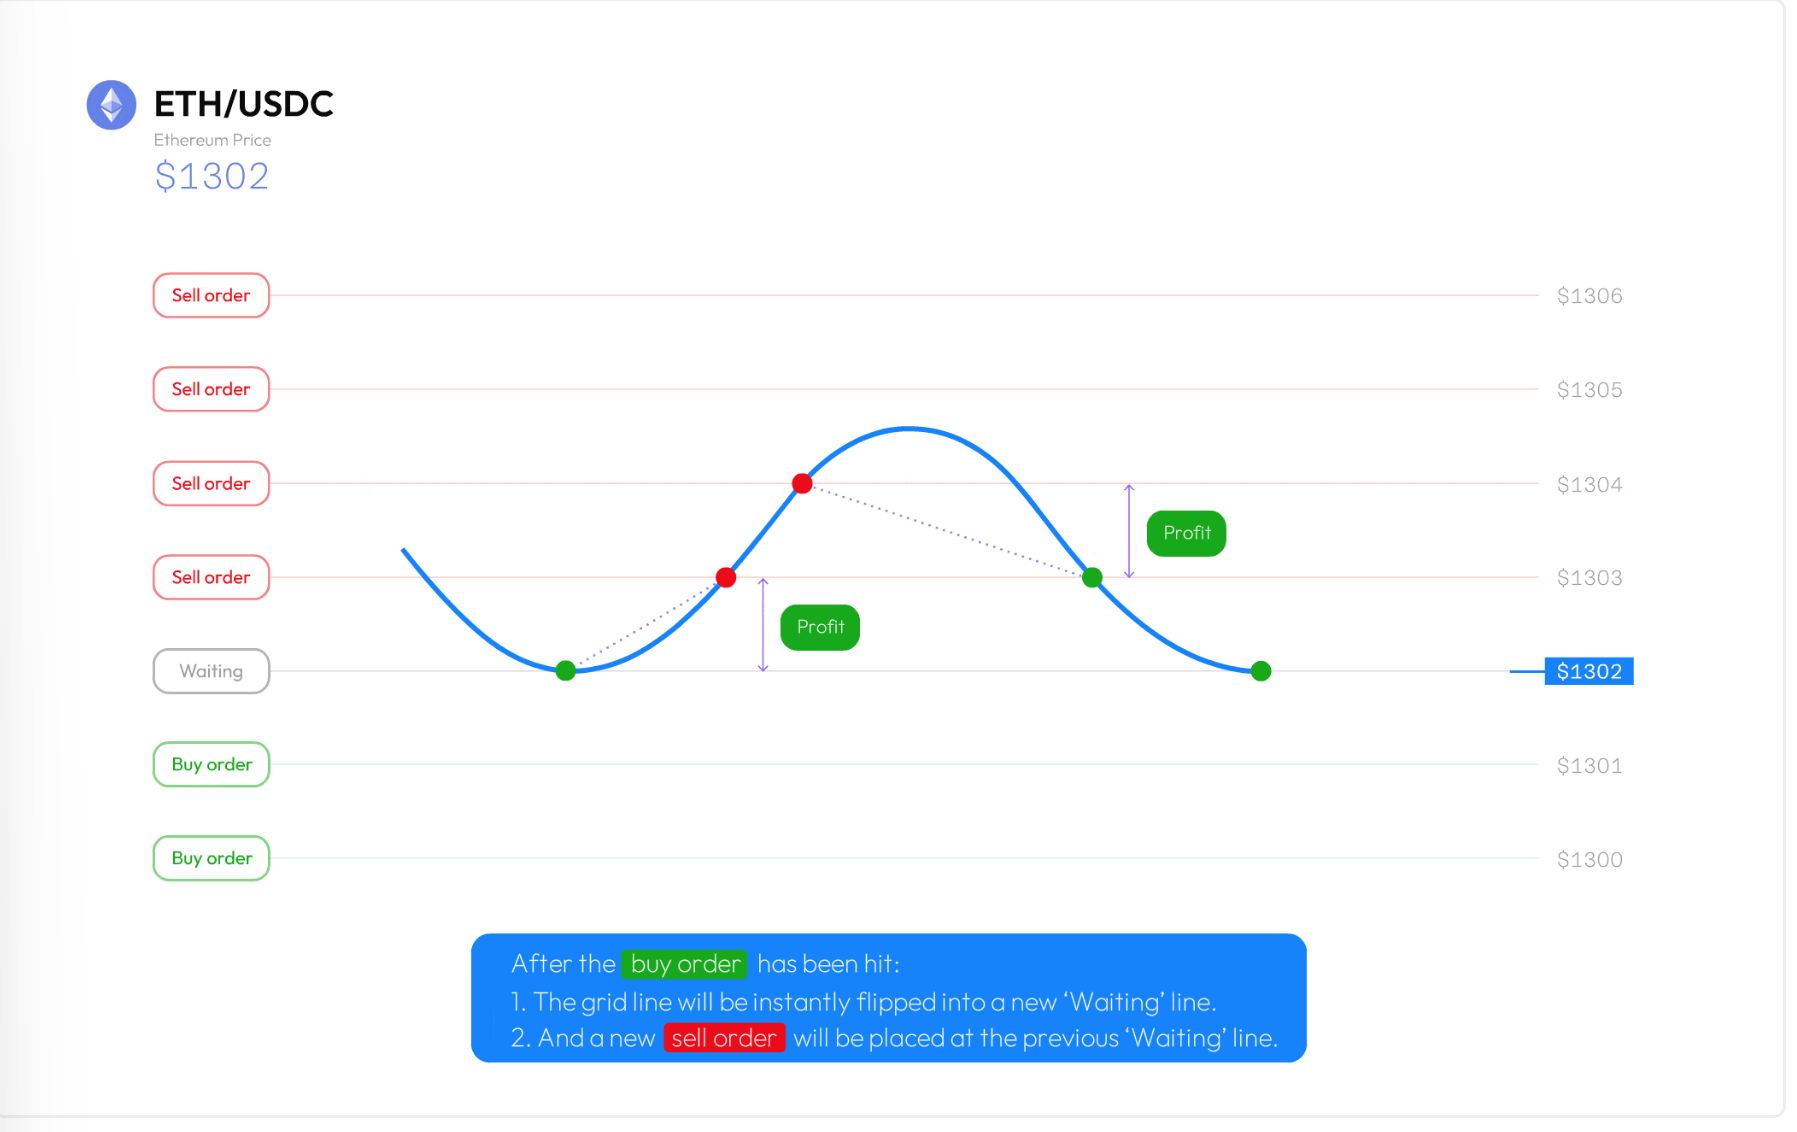 ETH/USDC
Ethereum Price
$1302
Sell order $1306
Sell order $1305
Sell order $1304
Profit
Sell order $1303
Profit
Waiting $1302
Buy order $1301
Buy order $1300
After the buy order has been hit:
1. The grid line will be instantly flipped into a new ‘Waiting’ line.
2. And a new sell order will be placed at the previous ‘Waiting’ line.